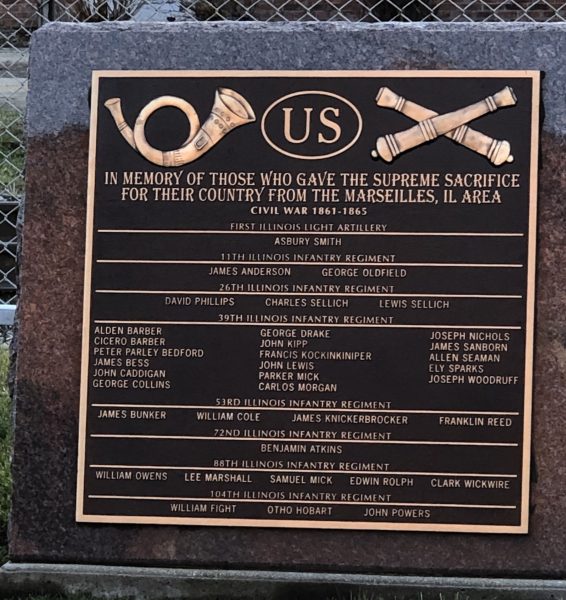 US
IN MEMORY OF THOSE WHO GAVE THE SUPREME SACRIFICE
FOR THEIR COUNTRY FROM THE MARSEILLES, IL AREA
CIVIL WAR 1861-1865
FIRST ILLINOIS LIGHT ARTILLERY
ASBURY SMITH
11TH ILLINOIS INFANTRY REGIMENT
JAMES ANDERSON GEORGE OLDFIELD
26TH ILLINOIS INFANTRY REGIMENT
DAVID PHILLIPS CHARLES SELLICH LEWIS SELLICH
39TH ILLINOIS INFANTRY REGIMENT
ALDEN BARBER GEORGE DRAKE JOSEPH NICHOLS
CICERO BARBER JOHN KIPP JAMES SANBORN
PETER PARLEY BEDFORD FRANCIS KOCKINKINIPER ALLEN SEAMAN
JAMES BESS JOHN LEWIS ELY SPARKS
JOHN CADDIGAN PARKER MICK JOSEPH WOODRUFF
GEORGE COLLINS CARLOS MORGAN
53RD ILLINOIS INFANTRY REGIMENT
JAMES BUNKER WILLIAM COLE JAMES KNICKERBROCKER FRANKLIN REED
72ND ILLINOIS INFANTRY REGIMENT
BENJAMIN ATKINS
88TH ILLINOIS INFANTRY REGIMENT
WILLIAM OWENS LEE MARSHALL SAMUEL MICK EDWIN ROLPH CLARK WICKWIRE
104TH ILLINOIS INFANTRY REGIMENT
WILLIAM FIGHT OTHO HOBART JOHN POWERS